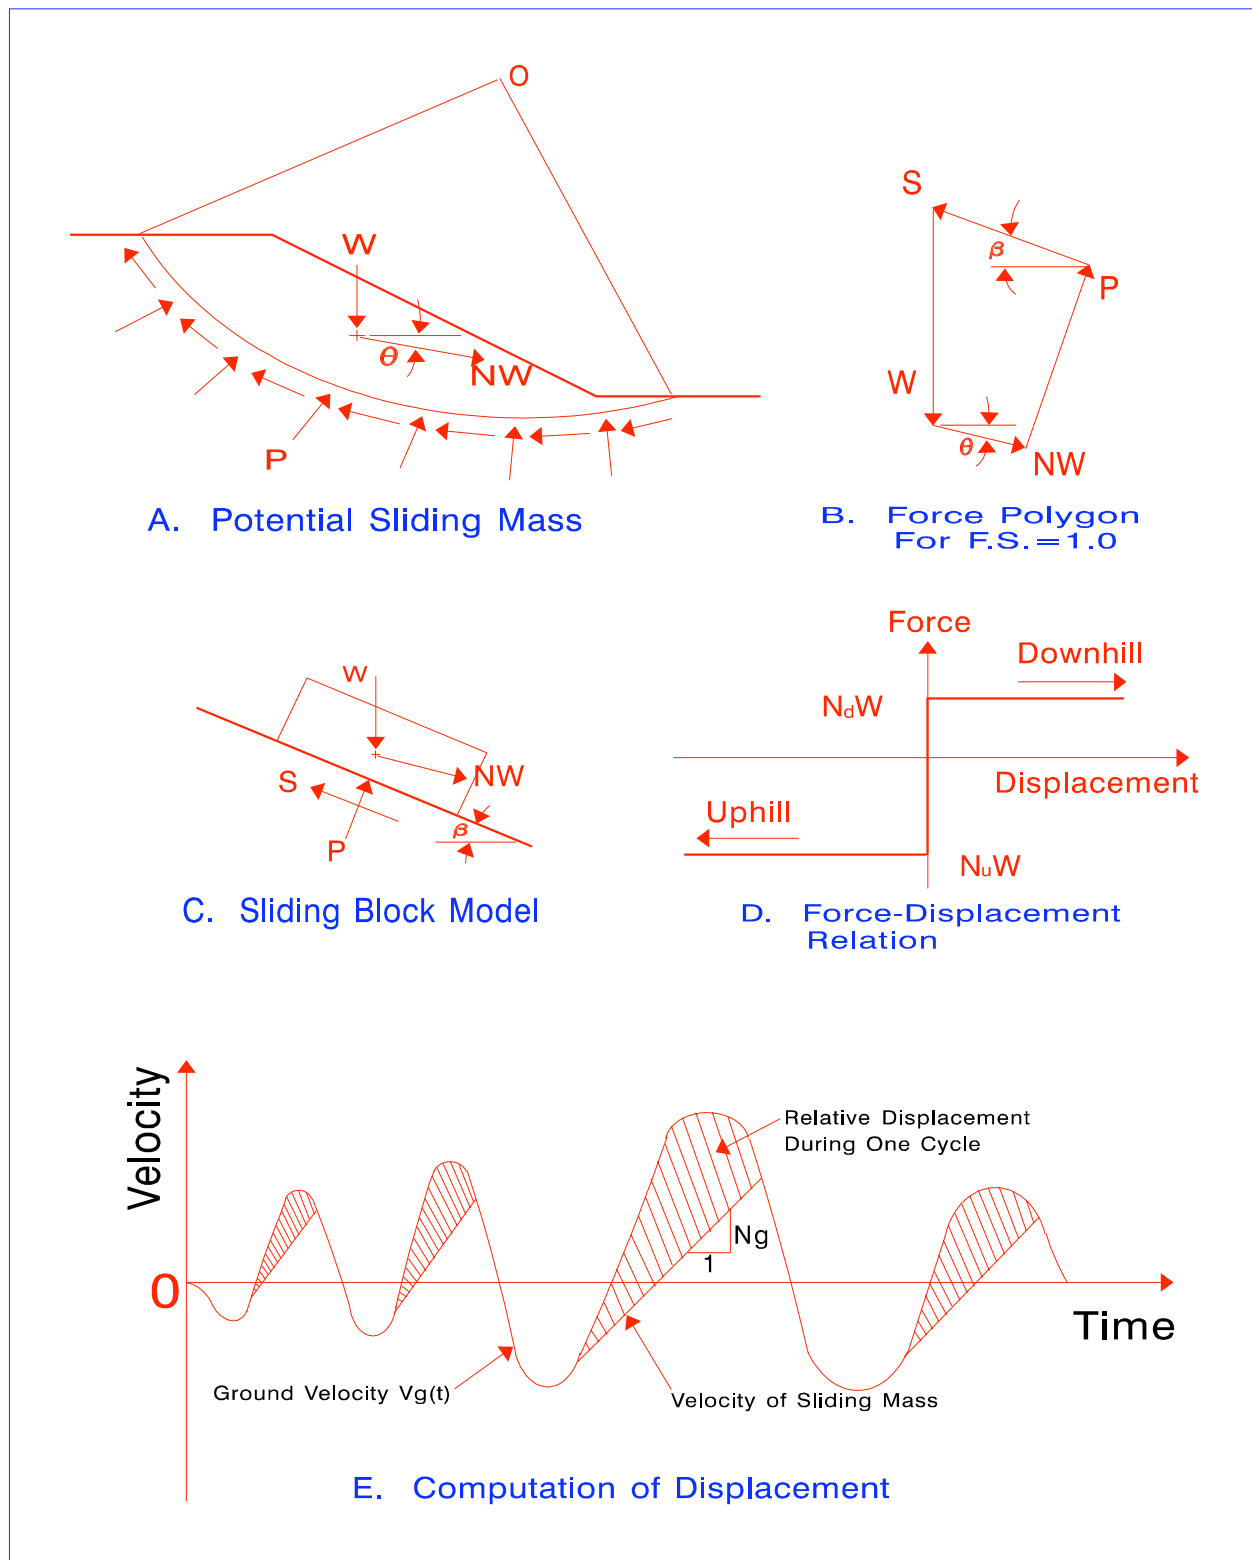 O
W
θ
NW
P
A. Potential Sliding Mass
S
β
P
W
θ
NW
B. Force Polygon
For F.S.=1.0
W
NW
S
P
β
C. Sliding Block Model
Force
Downhill
NdW
Displacement
Uphill
NuW
D. Force-Displacement
Relation
Velocity
Relative Displacement
During One Cycle
Ng
1
0
Time
Ground Velocity Vg(t)
Velocity of Sliding Mass
E. Computation of Displacement